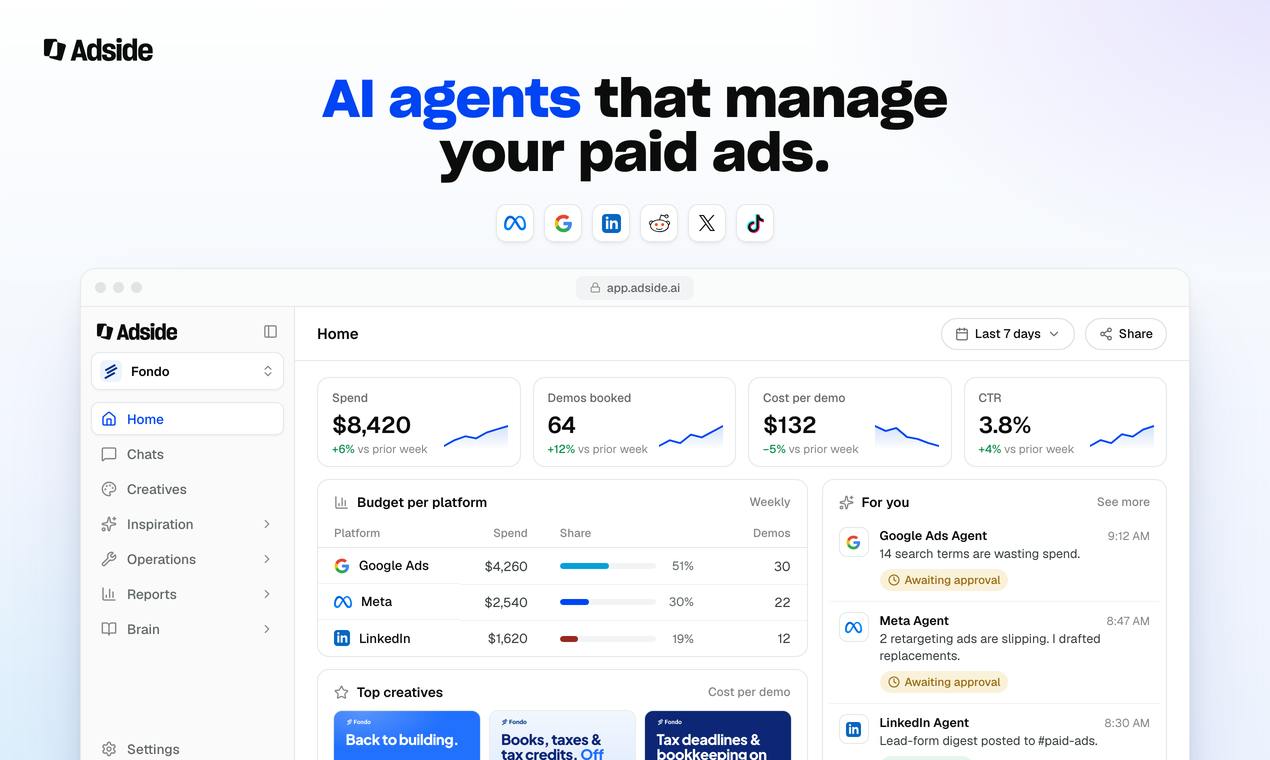 Adside
AI agents that manage
your paid ads.
app.adside.ai
Adside
Fondo
Home
Chats
Creatives
Inspiration
Operations
Reports
Brain
Settings
Home
Last 7 days
Share
Spend
$8,420
+6% vs prior week
Demos booked
64
+12% vs prior week
Cost per demo
$132
−5% vs prior week
CTR
3.8%
+4% vs prior week
Budget per platform
Weekly
Platform Spend Share Demos
Google Ads $4,260 51% 30
Meta $2,540 30% 22
LinkedIn $1,620 19% 12
Top creatives
Cost per demo
Fondo
Back to building.
Fondo
Books, taxes &
tax credits. Off
Fondo
Tax deadlines &
bookkeeping on
For you
See more
Google Ads Agent 9:12 AM
14 search terms are wasting spend.
Awaiting approval
Meta Agent 8:47 AM
2 retargeting ads are slipping. I drafted
replacements.
Awaiting approval
LinkedIn Agent 8:30 AM
Lead-form digest posted to #paid-ads.